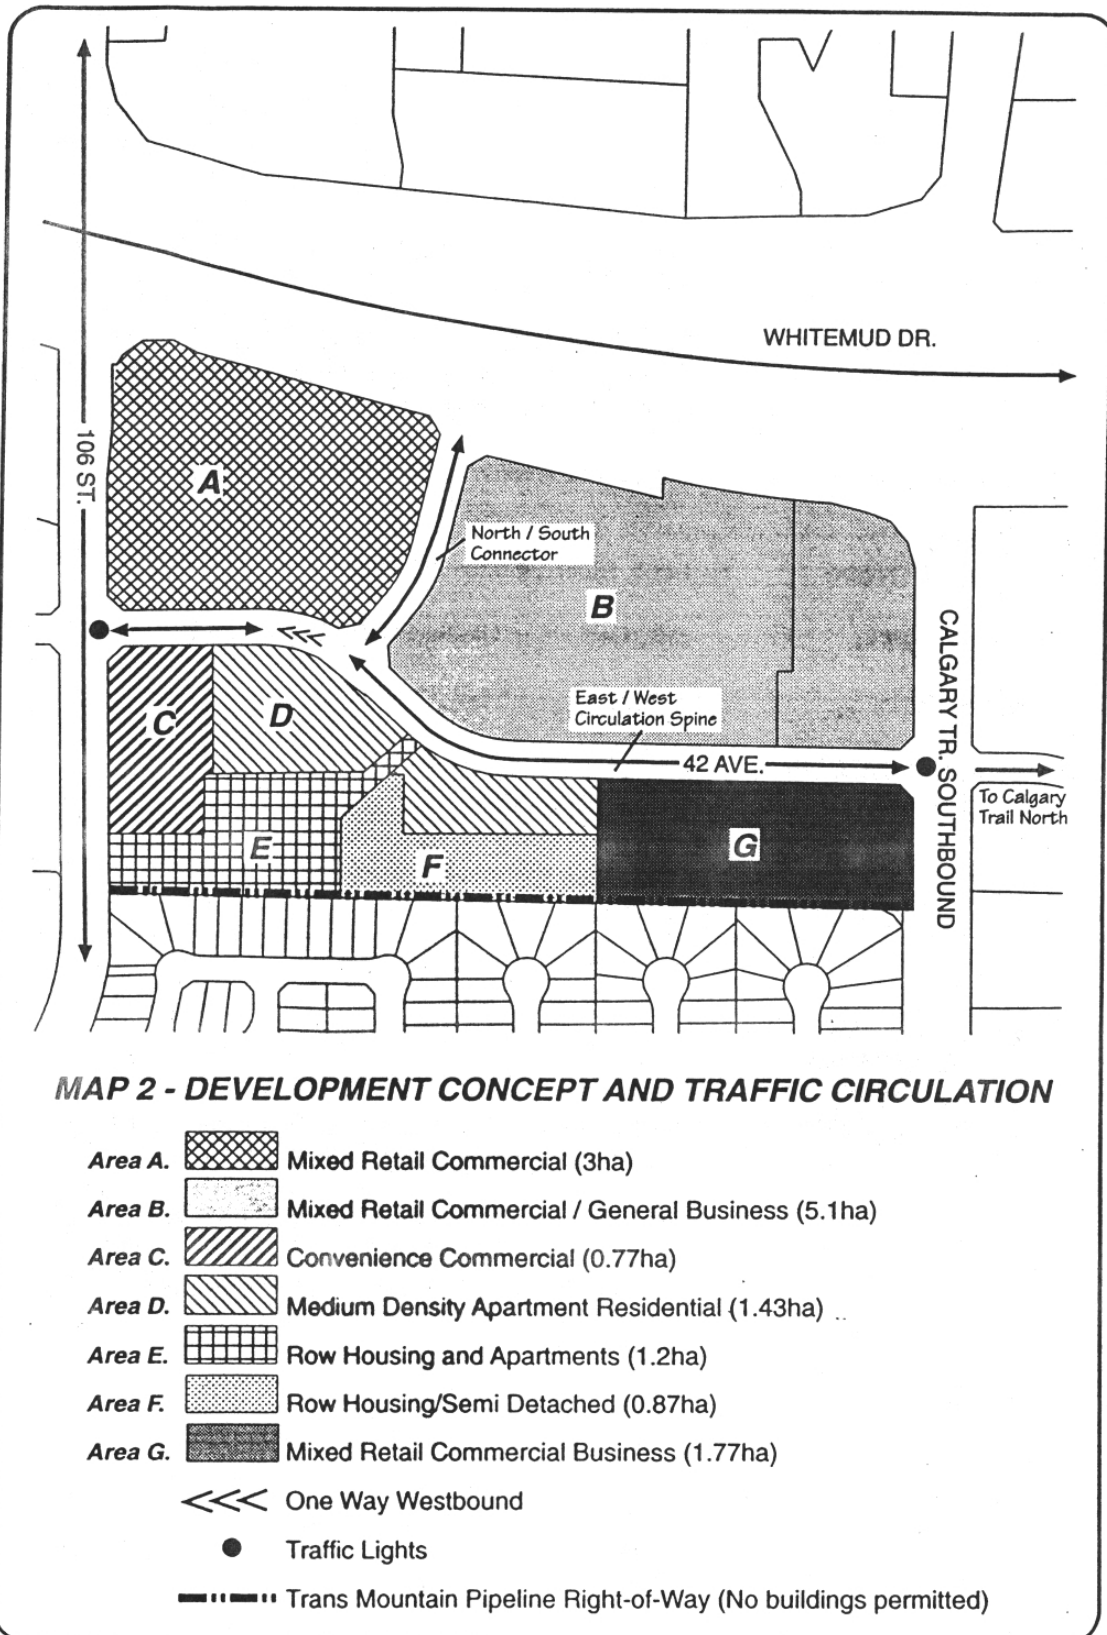 WHITEMUD DR.
106 ST.
A
North / South
Connector
B
East / West
Circulation Spine
C
D
42 AVE.
CALGARY TR. SOUTHBOUND
To Calgary
Trail North
E
F
G
MAP 2 - DEVELOPMENT CONCEPT AND TRAFFIC CIRCULATION
Area A. Mixed Retail Commercial (3ha)
Area B. Mixed Retail Commercial / General Business (5.1ha)
Area C. Convenience Commercial (0.77ha)
Area D. Medium Density Apartment Residential (1.43ha)
Area E. Row Housing and Apartments (1.2ha)
Area F. Row Housing/Semi Detached (0.87ha)
Area G. Mixed Retail Commercial Business (1.77ha)
One Way Westbound
Traffic Lights
Trans Mountain Pipeline Right-of-Way (No buildings permitted)